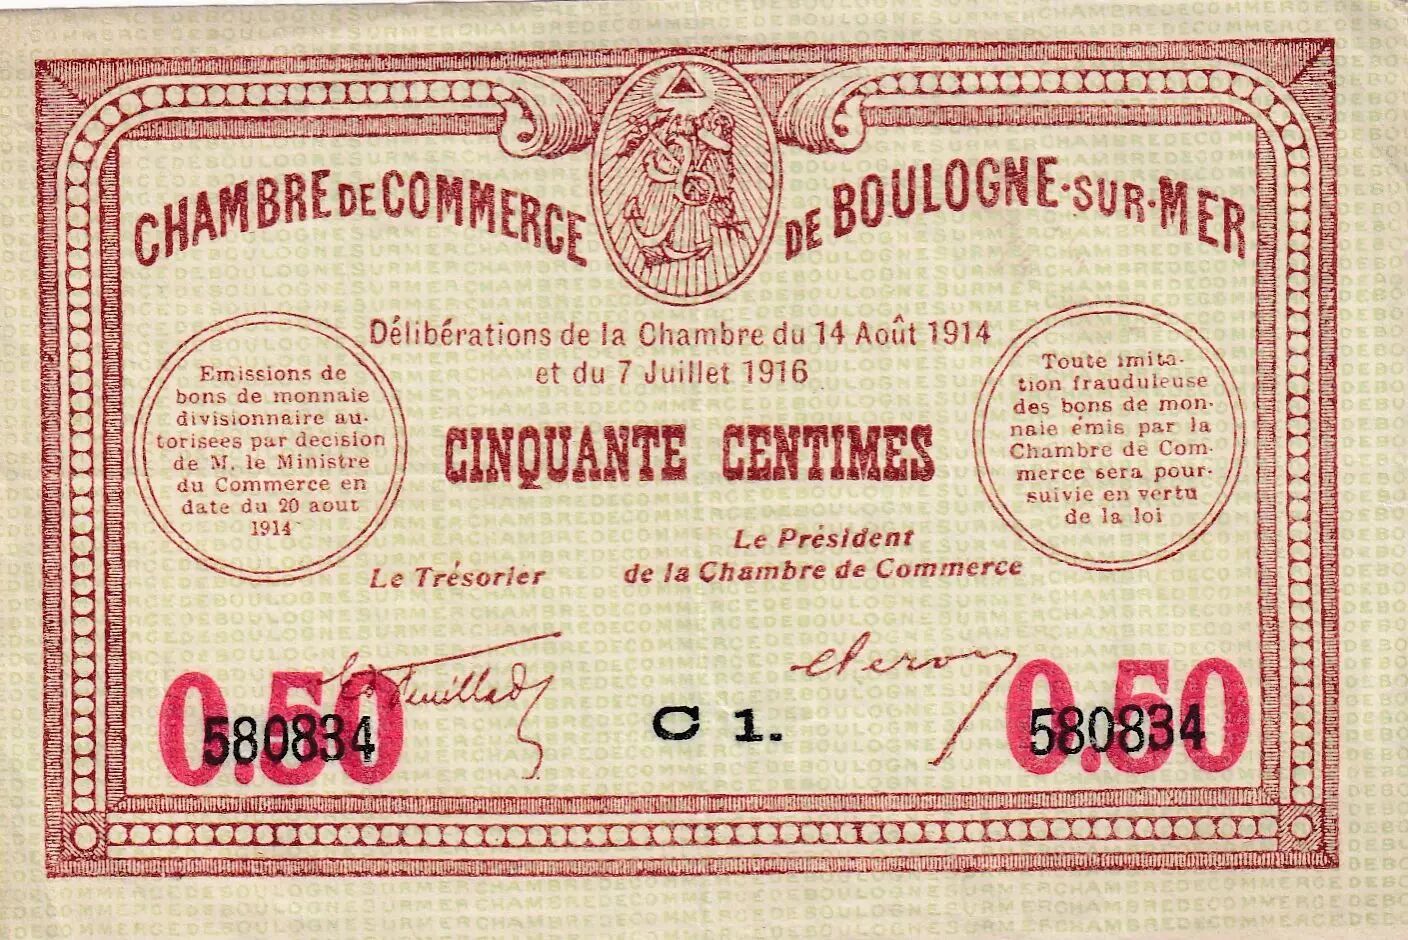 CHAMBRE DE COMMERCE DE BOULOGNE-SUR-MER
Délibérations de la Chambre du 14 Août 1914
et du 7 Juillet 1916
Emissions de
bons de monnaie
divisionnaire au-
torisees par decision
de M. le Ministre
du Commerce en
date du 20 aout
1914
CINQUANTE CENTIMES
Toute imita-
tion frauduleuse
des bons de mon-
naie émis par la
Chambre de Com-
merce sera pour-
suivie en vertu
de la loi
Le Trésorier
Le Président
de la Chambre de Commerce
0.50
580834
C 1.
0.50
580834